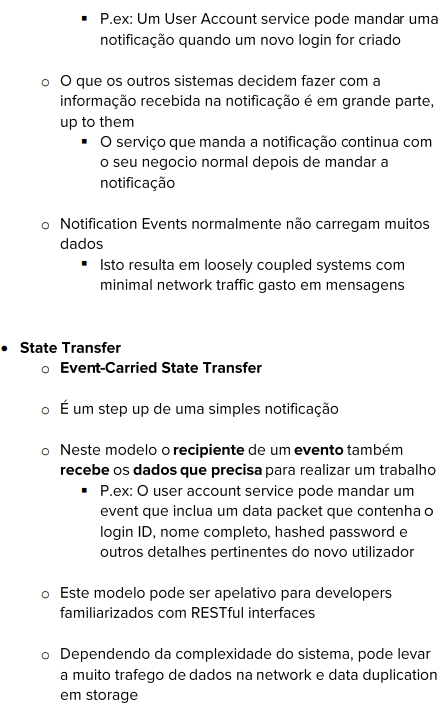 ▪ P.ex: Um User Account service pode mandar uma
notificação quando um novo login for criado
o O que os outros sistemas decidem fazer com a
informação recebida na notificação é em grande parte,
up to them
▪ O serviço que manda a notificação continua com
o seu negocio normal depois de mandar a
notificação
o Notification Events normalmente não carregam muitos
dados
▪ Isto resulta em loosely coupled systems com
minimal network traffic gasto em mensagens
• State Transfer
o Event-Carried State Transfer
o É um step up de uma simples notificação
o Neste modelo o recipiente de um evento também
recebe os dados que precisa para realizar um trabalho
▪ P.ex: O user account service pode mandar um
event que inclua um data packet que contenha o
login ID, nome completo, hashed password e
outros detalhes pertinentes do novo utilizador
o Este modelo pode ser apelativo para developers
familiarizados com RESTful interfaces
o Dependendo da complexidade do sistema, pode levar
a muito trafego de dados na network e data duplication
em storage